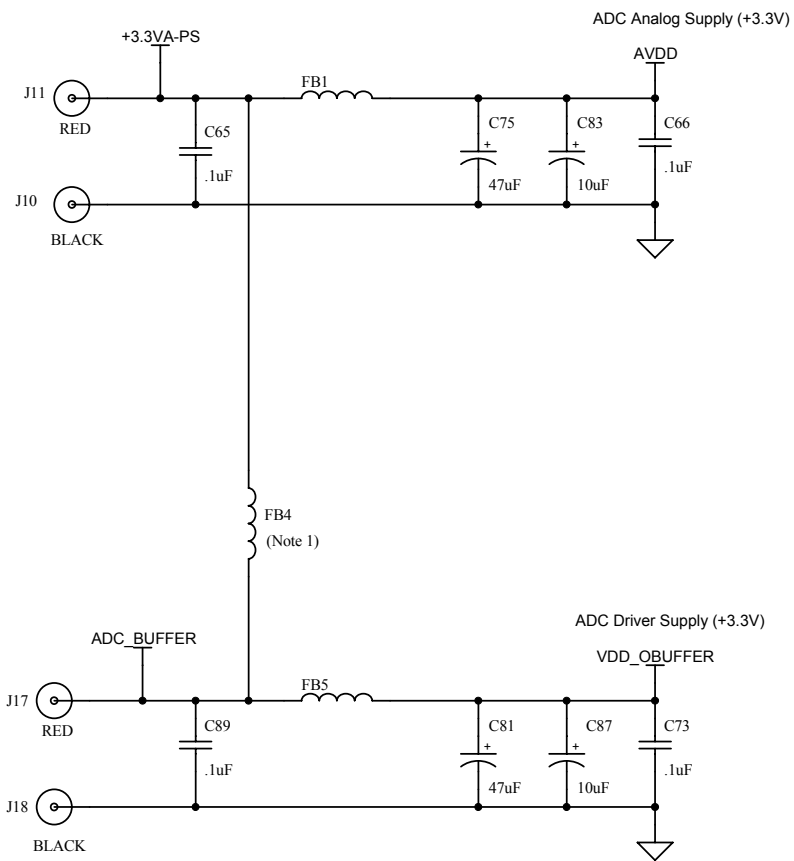 ADC Analog Supply (+3.3V)
+3.3VA-PS
AVDD
J11
FB1
RED
C65
C75
C83
C66
+
+
.1uF
47uF
10uF
.1uF
J10
BLACK
FB4
(Note 1)
ADC Driver Supply (+3.3V)
ADC_BUFFER
VDD_OBUFFER
J17
FB5
RED
C89
C81
C87
C73
+
+
.1uF
47uF
10uF
.1uF
J18
BLACK